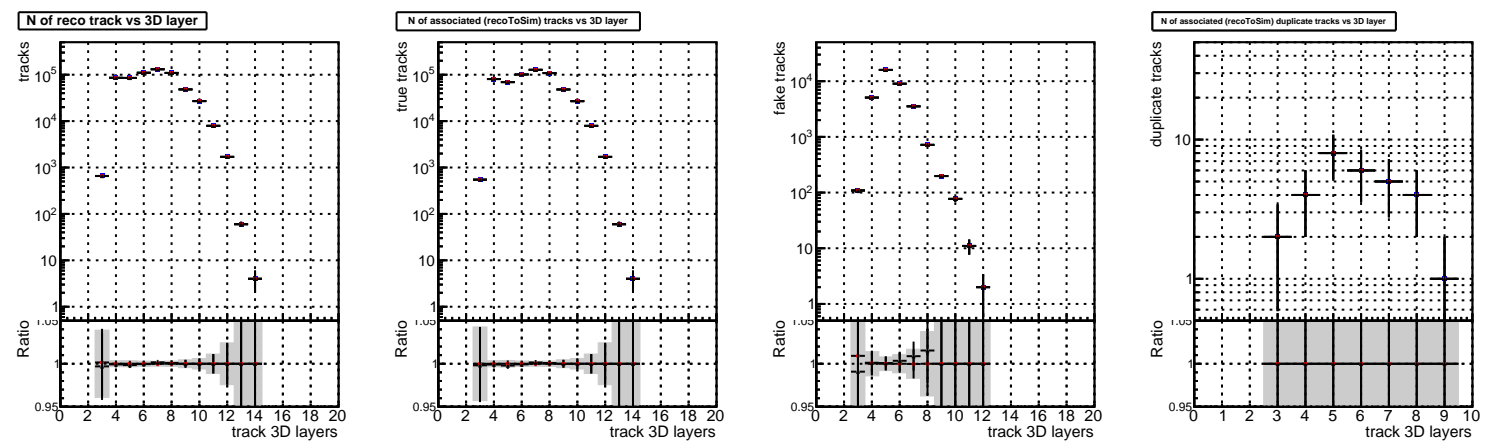 N of reco track vs 3D layer
tracks
10^5
10^4
10^3
10^2
10
1
Ratio
1.05
1
0.95
0 2 4 6 8 10 12 14 16 18 20
track 3D layers
N of associated (recoToSim) tracks vs 3D layer
true tracks
10^5
10^4
10^3
10^2
10
1
Ratio
1.05
1
0.95
0 2 4 6 8 10 12 14 16 18 20
track 3D layers
fake tracks
10^4
10^3
10^2
10
1
Ratio
1.05
1
0.95
0 2 4 6 8 10 12 14 16 18 20
track 3D layers
N of associated (recoToSim) duplicate tracks vs 3D layer
duplicate tracks
10
1
Ratio
1.05
1
0.95
0 1 2 3 4 5 6 7 8 9 10
track 3D layers